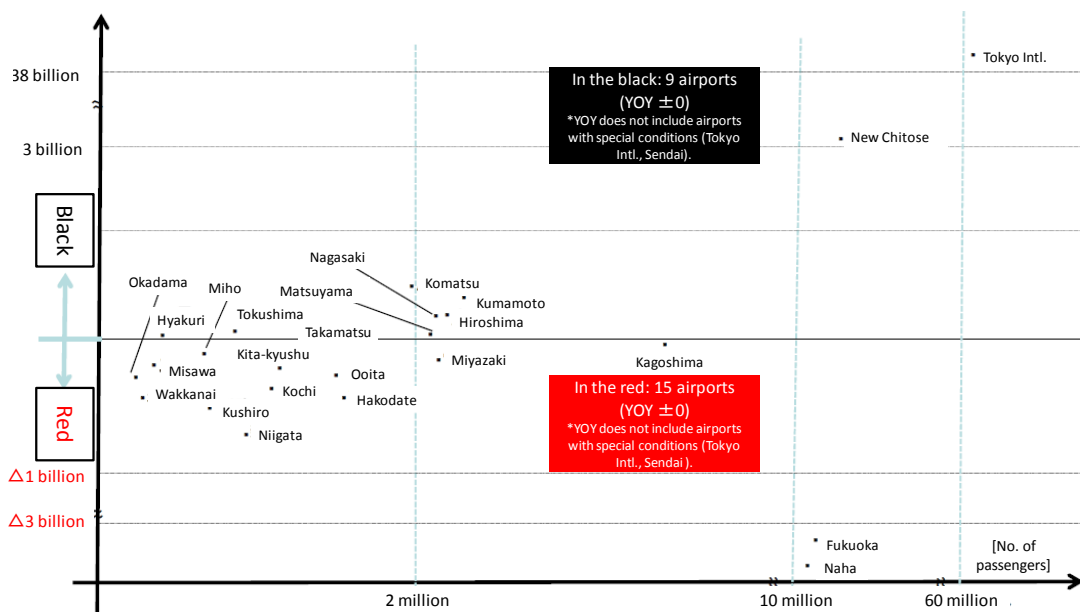 38 billion
Tokyo Intl.
In the black: 9 airports
(YOY ±0)
*YOY does not include airports
with special conditions (Tokyo
Intl., Sendai).
New Chitose
3 billion
Black
Nagasaki
Okadama
Miho
Matsuyama
Komatsu
Kumamoto
Hyakuri
Tokushima
Takamatsu
Hiroshima
Kita-kyushu
Miyazaki
Kagoshima
Misawa
Ooita
Wakkanai
Kochi
Hakodate
Kushiro
Niigata
Red
In the red: 15 airports
(YOY ±0)
*YOY does not include airports
with special conditions (Tokyo
Intl., Sendai ).
△1 billion
△3 billion
Fukuoka
Naha
[No. of
passengers]
2 million
10 million
60 million